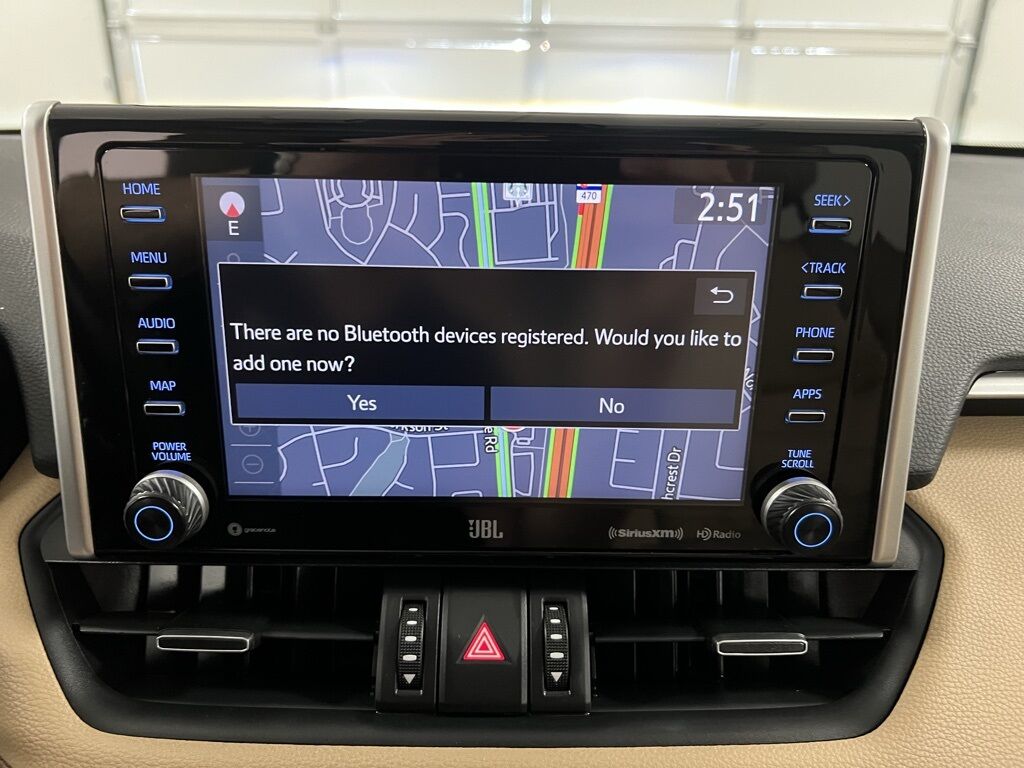 HOME
MENU
AUDIO
MAP
POWER
VOLUME
E
470
2:51
There are no Bluetooth devices registered. Would you like to
add one now?
Yes
No
Rd
hcrest Dr
SEEK>
<TRACK
PHONE
APPS
TUNE
SCROLL
gracenote
JBL
((SiriusXM))
HD Radio